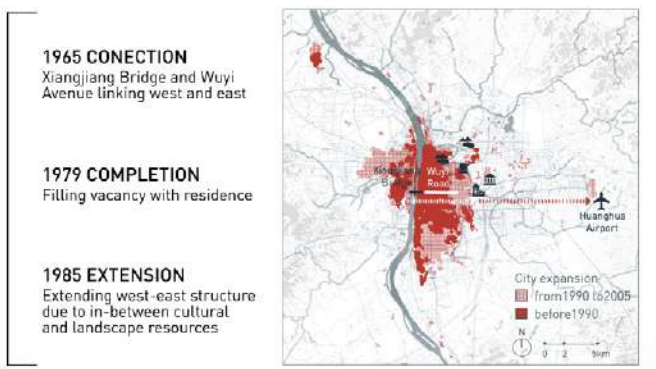 1965 CONECTION
Xiangjiang Bridge and Wuyi
Avenue linking west and east
1979 COMPLETION
Filling vacancy with residence
1985 EXTENSION
Extending west-east structure
due to in-between cultural
and landscape resources
Wuyi
Road
Huanghua
Airport
City expansion
from1990 to2005
before1990
N
0 2 5km